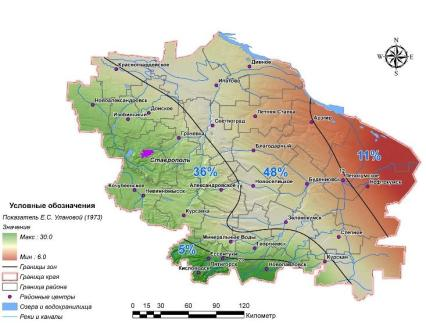 N
W
E
S
Дивное
Красногвардейское
Ипатово
Новоалександровск
Донское
Изобильный
Летняя Ставка
Светлоград
Арзгир
Грачевка
Ставрополь
Благодарный
11%
36%
48%
Левокумское
Буденновск
Нефтекумск
Кочубеевское
Невинномысск
Александровское
Новоселицкое
Курсавка
Зеленокумск
Степное
Минеральные Воды
5%
Георгиевск
Ессентуки
Пятигорск
Курская
Кисловодск
Новопавловск
Условные обозначения
Показатель Е.С. Улановой (1973)
Значение
Макс : 30.0
Мин : 6.0
Границы зон
Граница края
Граница района
Районные центры
Озера и водохранилища
Реки и каналы
0 15 30 60 90 120
Километр